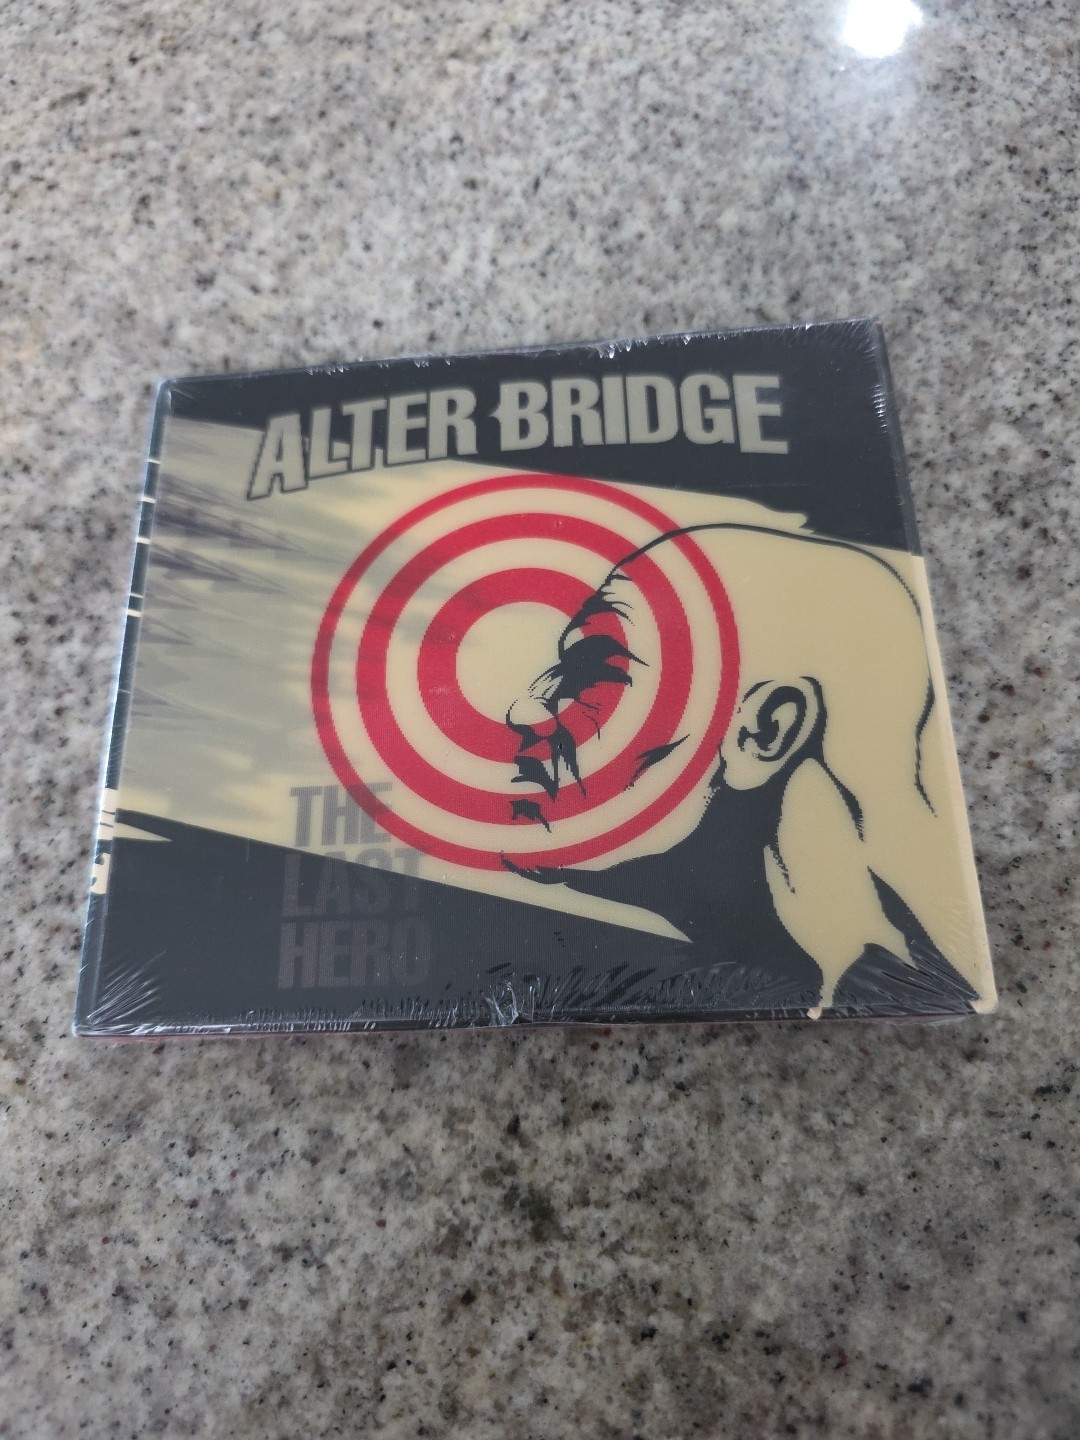 ALTER BRIDGE
THE
LAST
HERO